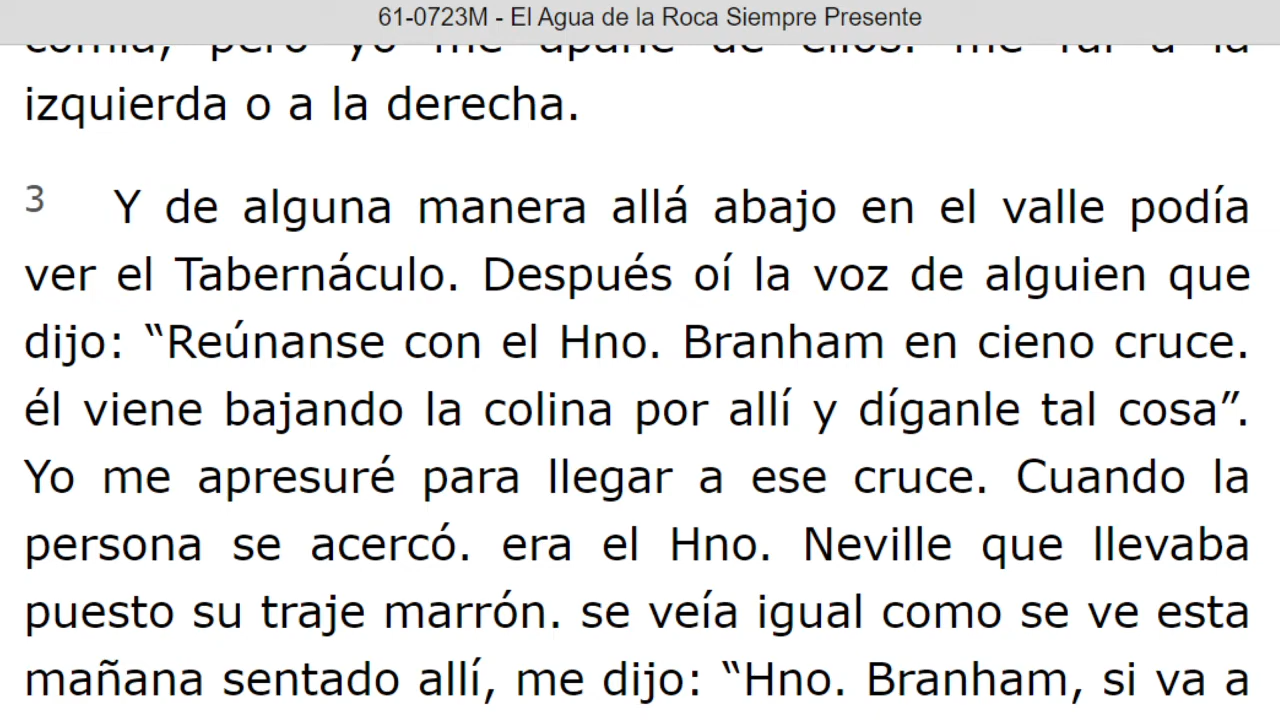 61-0723M - El Agua de la Roca Siempre Presente
izquierda o a la derecha.
3 Y de alguna manera allá abajo en el valle podía
ver el Tabernáculo. Después oí la voz de alguien que
dijo: “Reúnanse con el Hno. Branham en cieno cruce.
él viene bajando la colina por allí y díganle tal cosa”.
Yo me apresuré para llegar a ese cruce. Cuando la
persona se acercó. era el Hno. Neville que llevaba
puesto su traje marrón. se veía igual como se ve esta
mañana sentado allí, me dijo: “Hno. Branham, si va a